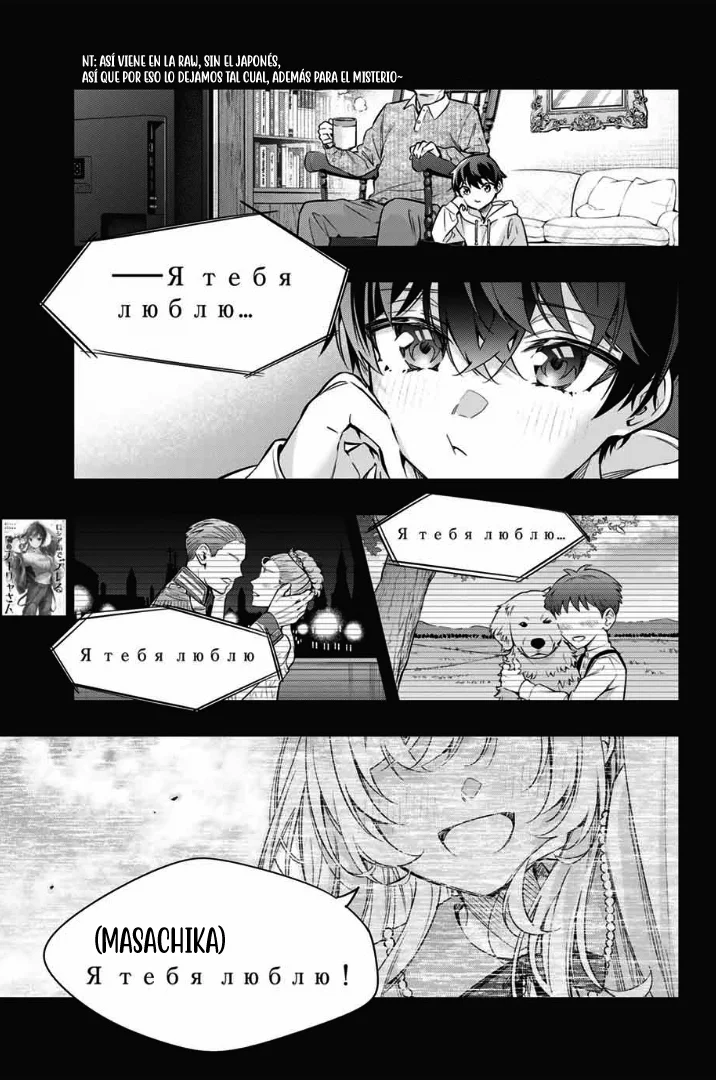 NT: ASÍ VIENE EN LA RAW, SIN EL JAPONÉS,
ASÍ QUE POR ESO LO DEJAMOS TAL CUAL, ADEMÁS PARA EL MISTERIO~
—Я тебя
люблю...
Я тебя люблю...
Я тебя люблю
(MASACHIKA)
Я тебя люблю!